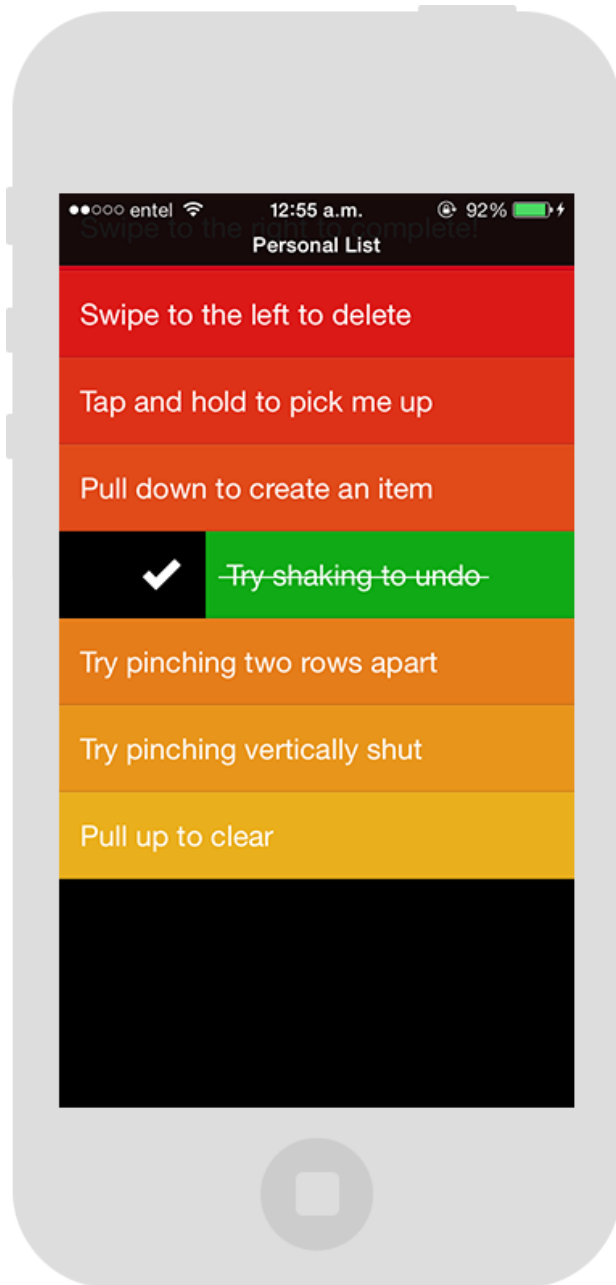 entel 12:55 a.m. 92%
Swipe to the right to complete!
Personal List
Swipe to the left to delete
Tap and hold to pick me up
Pull down to create an item
Try shaking to undo
Try pinching two rows apart
Try pinching vertically shut
Pull up to clear